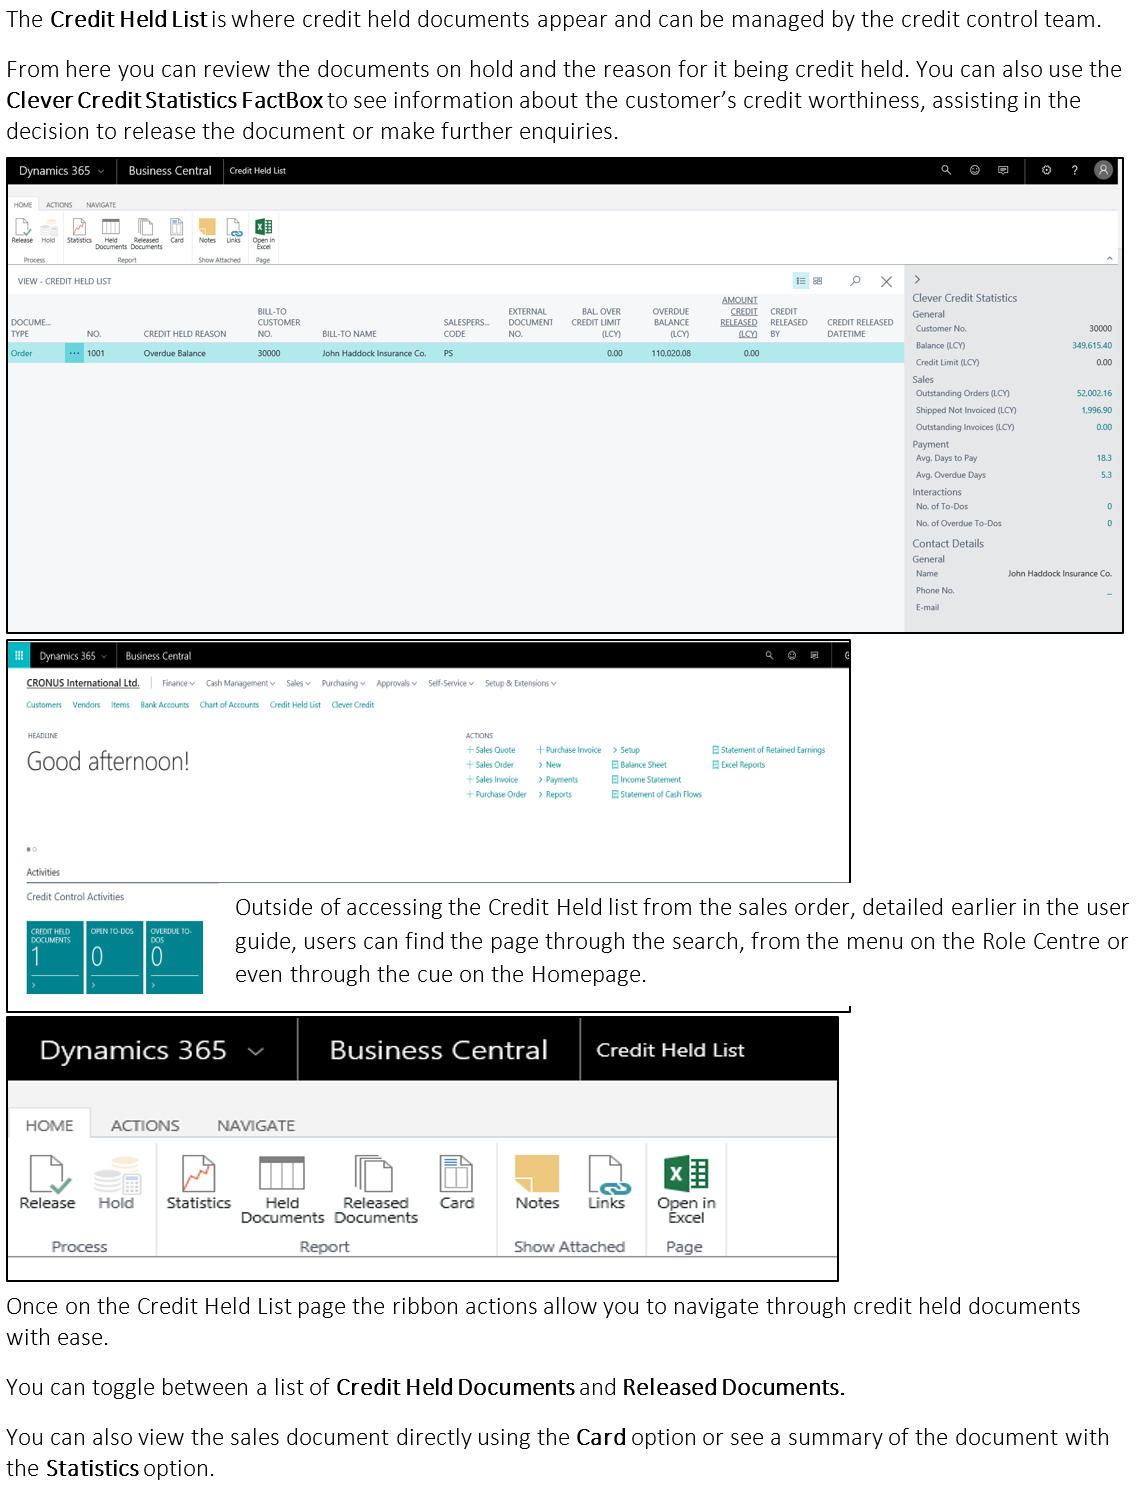 The Credit Held List is where credit held documents appear and can be managed by the credit control team.
From here you can review the documents on hold and the reason for it being credit held. You can also use the
Clever Credit Statistics FactBox to see information about the customer's credit worthiness, assisting in the
decision to release the document or make further enquiries.
Dynamics 365 Business Central Credit Held List ?
HOME ACTIONS NAVIGATE
Release Hold Statistics Held Documents Released Documents Card Notes Links Open in Excel
Process Report Show Attached Page
VIEW - CREDIT HELD LIST
DOCUME... TYPE NO. CREDIT HELD REASON BILL-TO CUSTOMER NO. BILL-TO NAME SALESPERS... CODE EXTERNAL DOCUMENT NO. BAL. OVER CREDIT LIMIT (LCY) OVERDUE BALANCE (LCY) AMOUNT CREDIT RELEASED (LCY) CREDIT RELEASED BY CREDIT RELEASED DATETIME
Order ... 1001 Overdue Balance 30000 John Haddock Insurance Co. PS 0.00 110,020.08 0.00
Clever Credit Statistics
General
Customer No. 30000
Balance (LCY) 349,615.40
Credit Limit (LCY) 0.00
Sales
Outstanding Orders (LCY) 52,002.16
Shipped Not Invoiced (LCY) 1,996.90
Outstanding Invoices (LCY) 0.00
Payment
Avg. Days to Pay 18.3
Avg. Overdue Days 5.3
Interactions
No. of To-Dos 0
No. of Overdue To-Dos 0
Contact Details
General
Name John Haddock Insurance Co.
Phone No. _
E-mail
Dynamics 365 Business Central
CRONUS International Ltd. Finance Cash Management Sales Purchasing Approvals Self-Service Setup & Extensions
Customers Vendors Items Bank Accounts Chart of Accounts Credit Held List Clever Credit
HEADLINE
Good afternoon!
ACTIONS
+ Sales Quote + Purchase Invoice > Setup Statement of Retained Earnings
+ Sales Order > New Balance Sheet Excel Reports
+ Sales Invoice > Payments Income Statement
+ Purchase Order > Reports Statement of Cash Flows
Activities
Credit Control Activities
CREDIT HELD DOCUMENTS OPEN TO-DOS OVERDUE TO-DOS
1 0 0
Outside of accessing the Credit Held list from the sales order, detailed earlier in the user
guide, users can find the page through the search, from the menu on the Role Centre or
even through the cue on the Homepage.
Dynamics 365 Business Central Credit Held List
HOME ACTIONS NAVIGATE
Release Hold Statistics Held Documents Released Documents Card Notes Links Open in Excel
Process Report Show Attached Page
Once on the Credit Held List page the ribbon actions allow you to navigate through credit held documents
with ease.
You can toggle between a list of Credit Held Documents and Released Documents.
You can also view the sales document directly using the Card option or see a summary of the document with
the Statistics option.